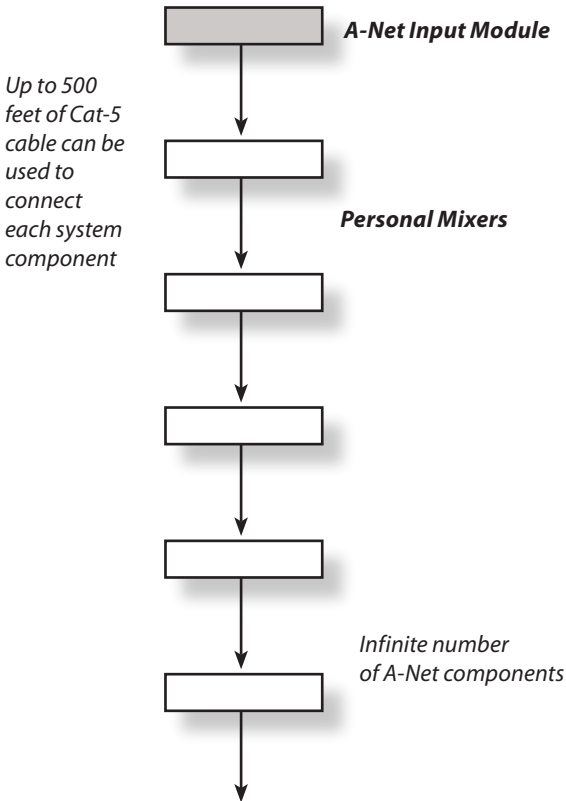 A-Net Input Module
Up to 500
feet of Cat-5
cable can be
used to
connect
each system
component
Personal Mixers
Infinite number
of A-Net components